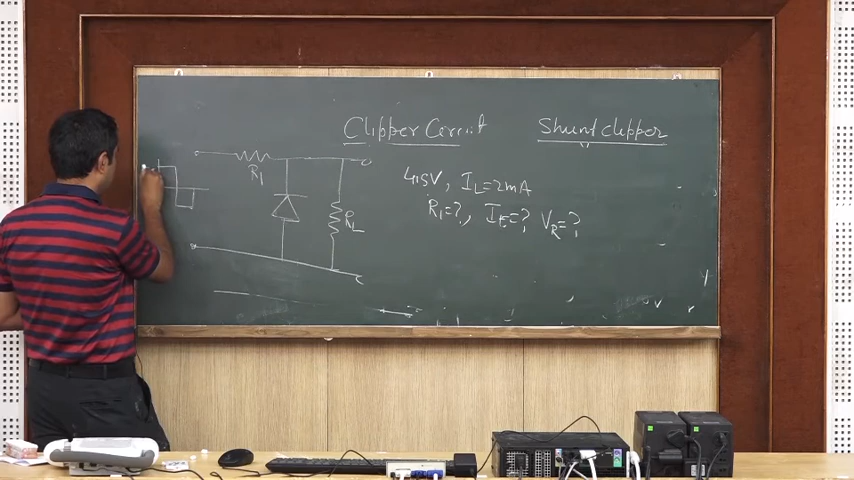 Clipper Circuit
Shunt clipper
R1
RL
4.5V, IL=2mA
R1=?, IF=? VR=?